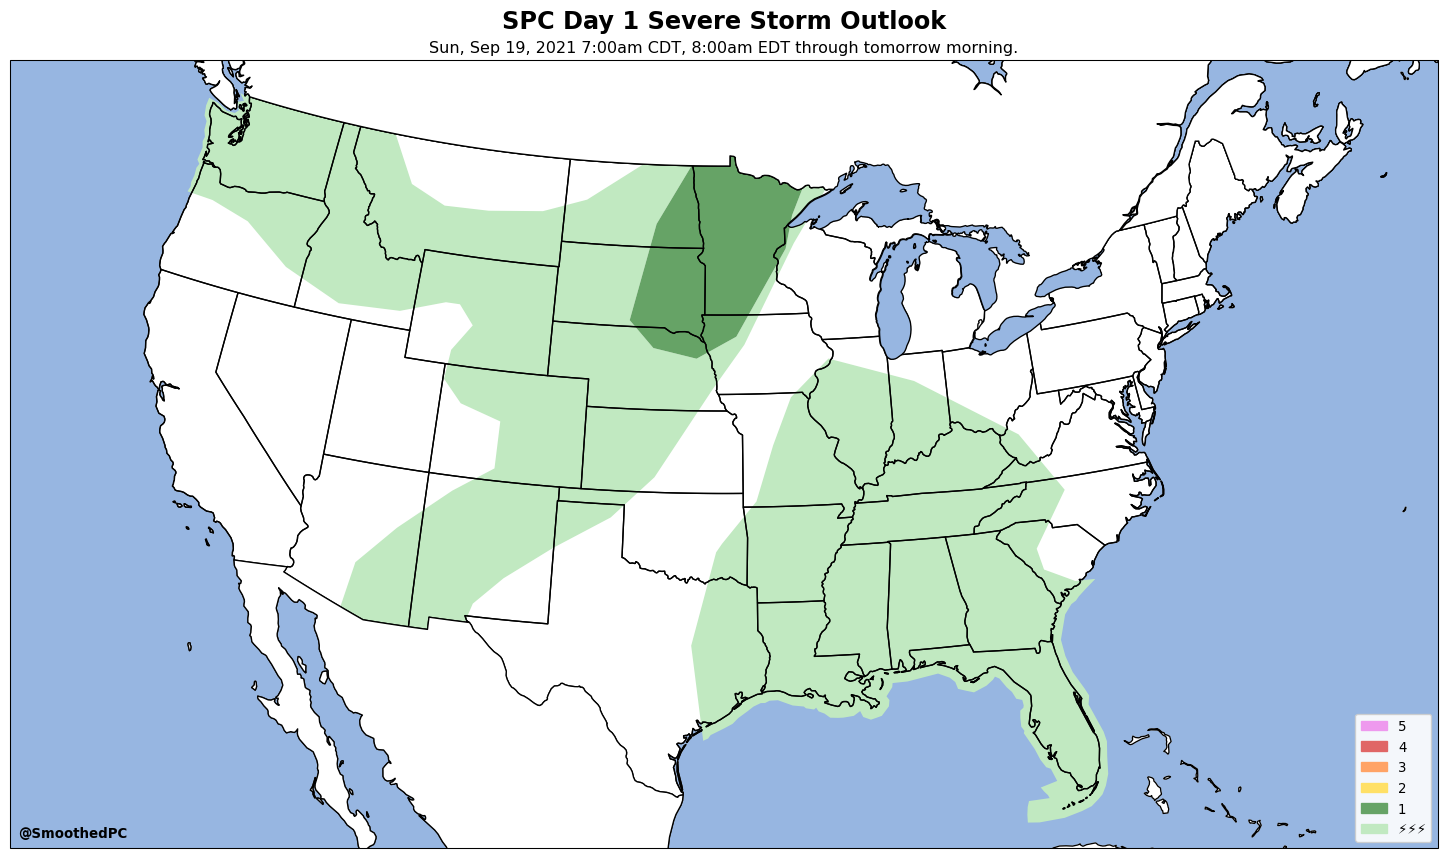 SPC Day 1 Severe Storm Outlook
Sun, Sep 19, 2021 7:00am CDT, 8:00am EDT through tomorrow morning.
5
4
3
2
1
⚡⚡⚡
@SmoothedPC